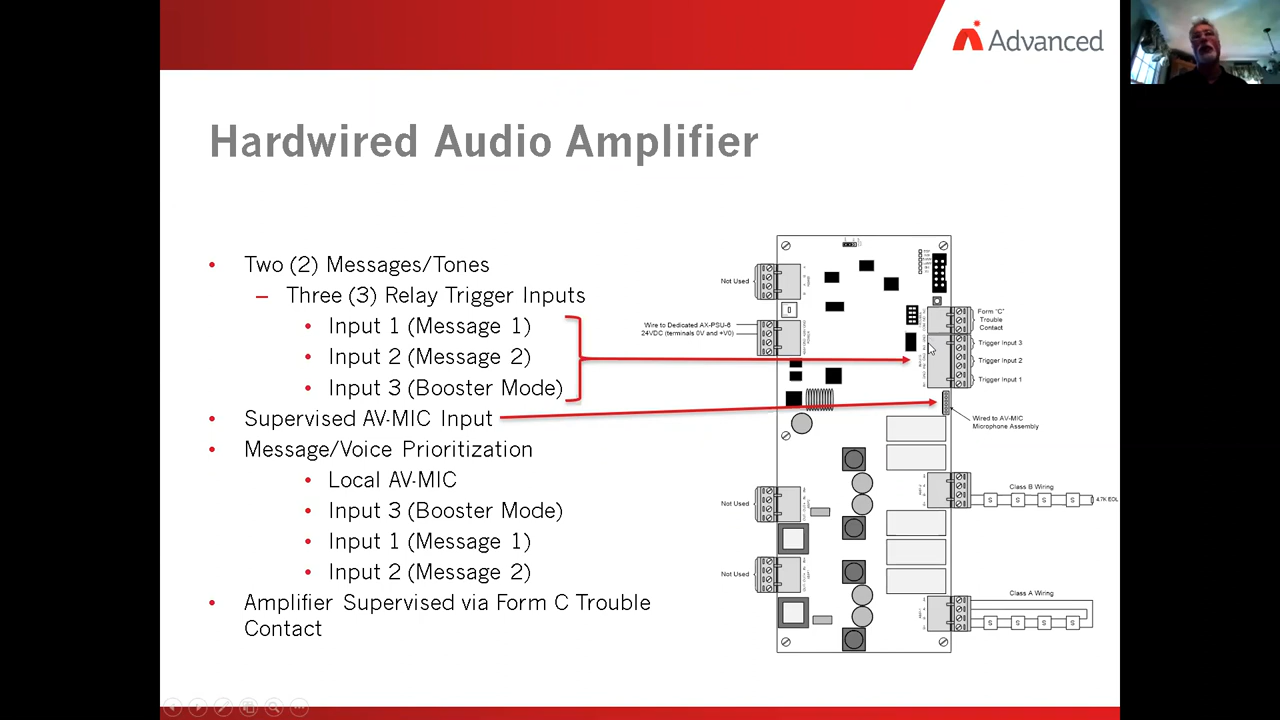 Advanced
Hardwired Audio Amplifier
• Two (2) Messages/Tones
– Three (3) Relay Trigger Inputs
• Input 1 (Message 1)
• Input 2 (Message 2)
• Input 3 (Booster Mode)
• Supervised AV-MIC Input
• Message/Voice Prioritization
• Local AV-MIC
• Input 3 (Booster Mode)
• Input 1 (Message 1)
• Input 2 (Message 2)
• Amplifier Supervised via Form C Trouble
Contact
Not Used
Wire to Dedicated AX-PSU-6
24VDC (terminals 0V and +V0)
Not Used
Not Used
Form "C"
Trouble
Contact
Trigger Input 3
Trigger Input 2
Trigger Input 1
Wired to AV-MIC
Microphone Assembly
Class B Wiring
S S S S
4.7K EOL
Class A Wiring
S S S S